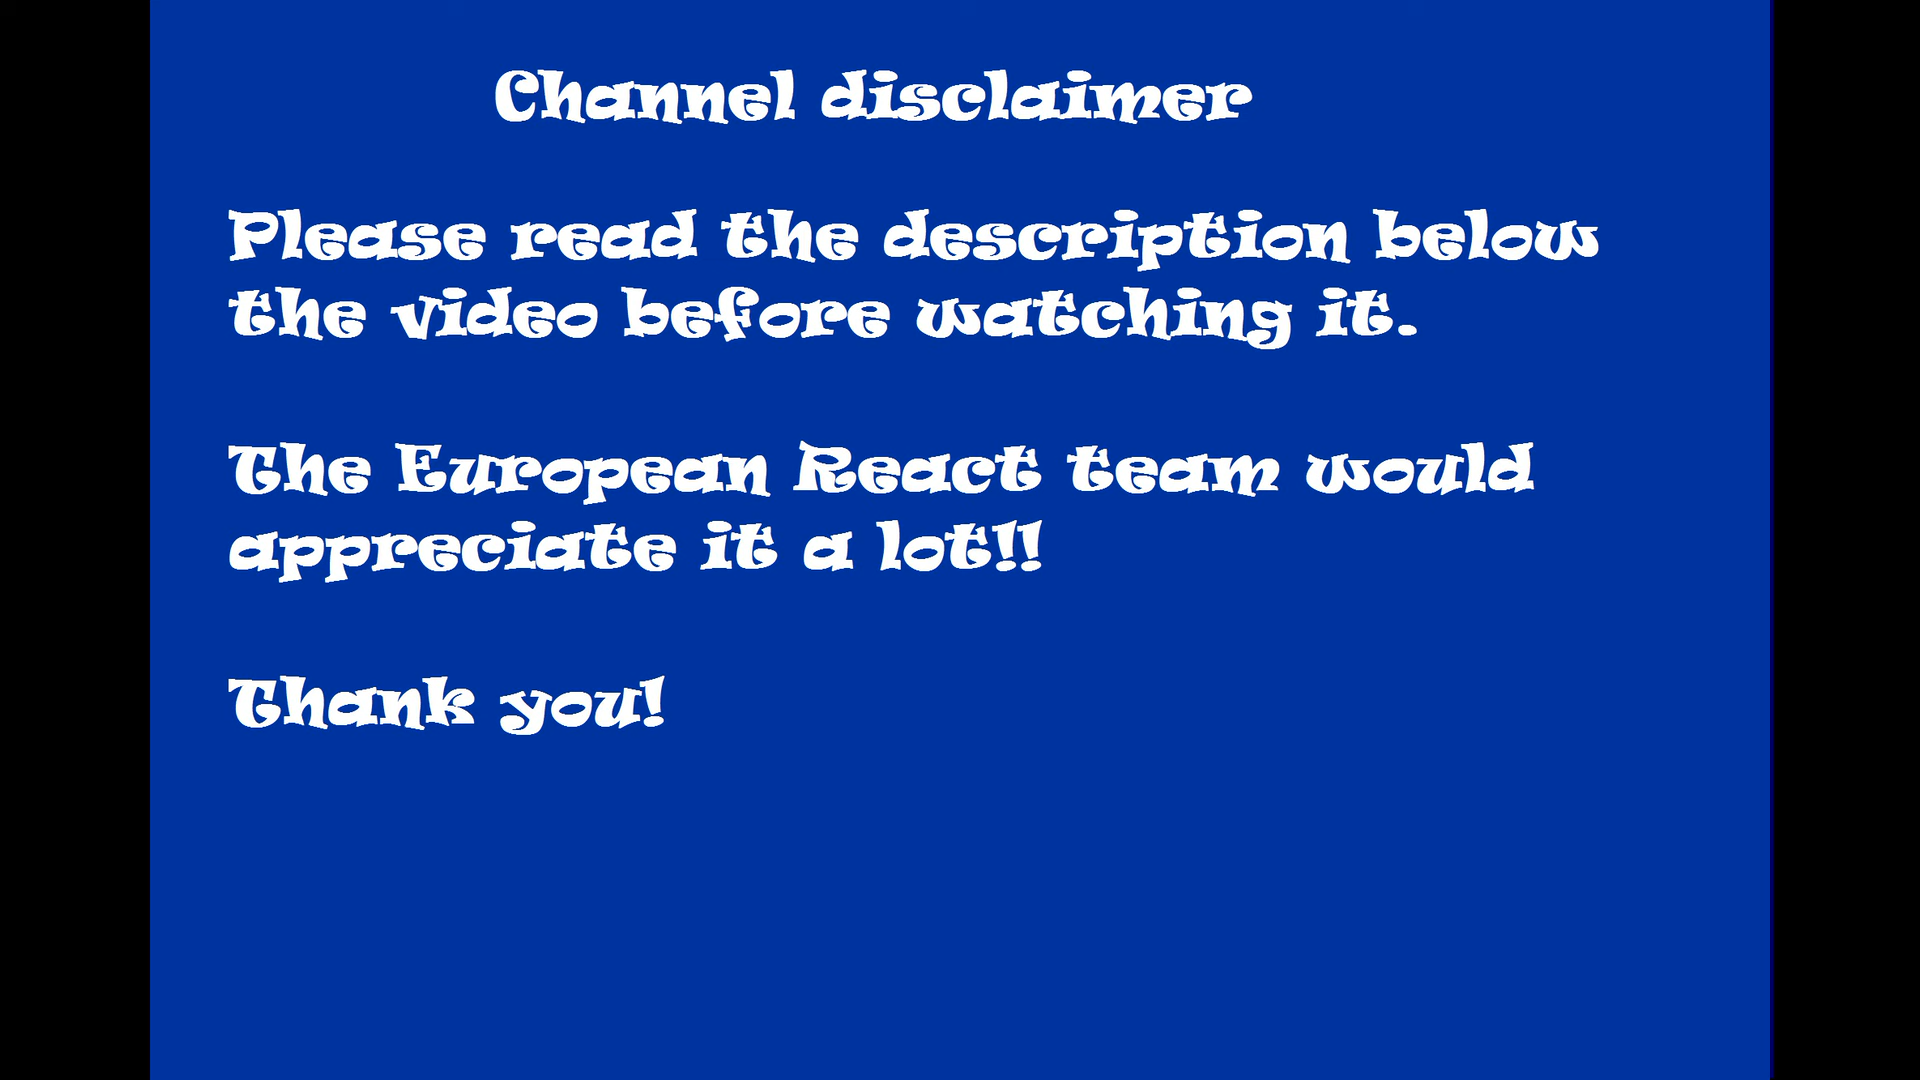 Channel disclaimer
Please read the description below
the video before watching it.
The European React team would
appreciate it a lot!!
Thank you!